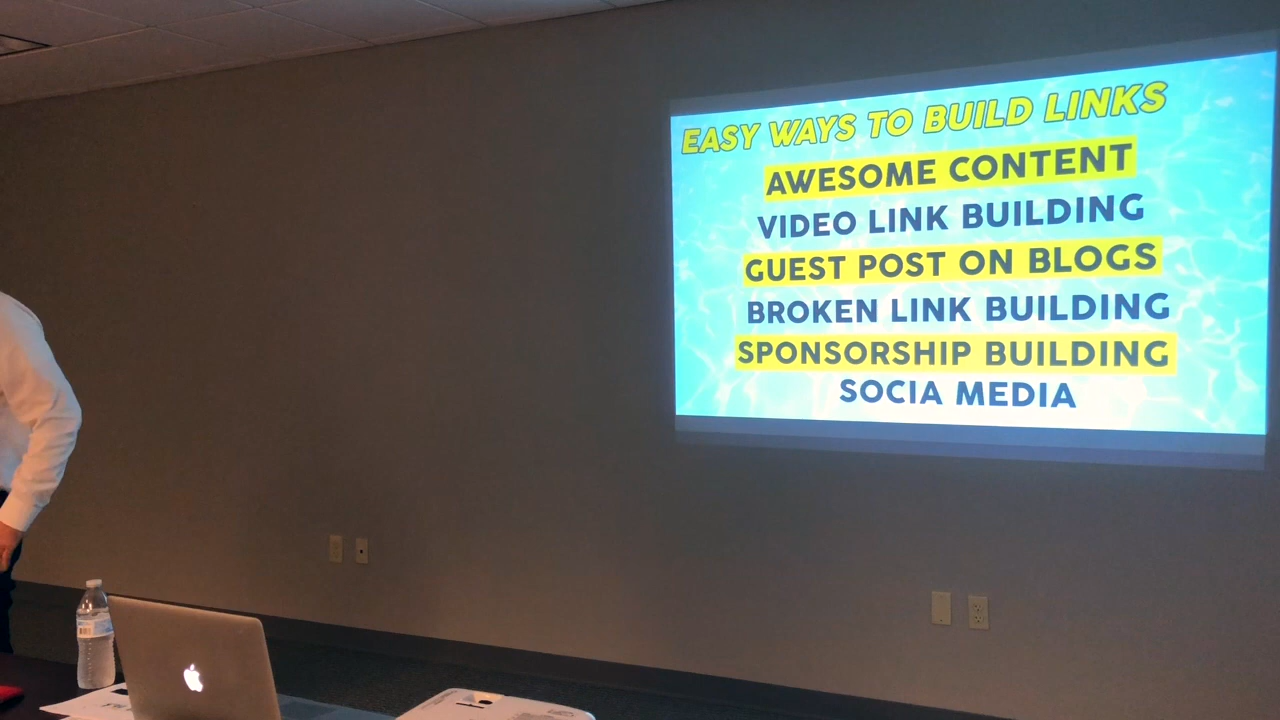 EASY WAYS TO BUILD LINKS
AWESOME CONTENT
VIDEO LINK BUILDING
GUEST POST ON BLOGS
BROKEN LINK BUILDING
SPONSORSHIP BUILDING
SOCIA MEDIA